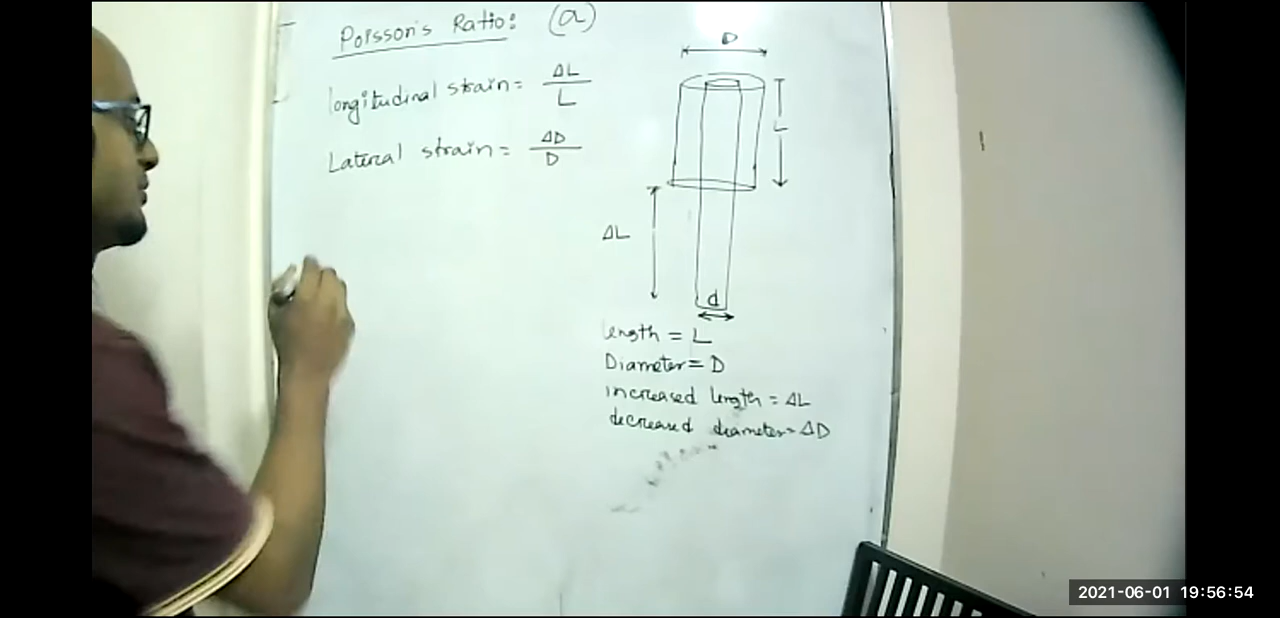 Poisson's Ratio: (a)
longitudinal strain = ΔL/L
Lateral strain = ΔD/D
D
L
ΔL
d
length = L
Diameter = D
increased length = ΔL
decreased diameter = ΔD
2021-06-01 19:56:54